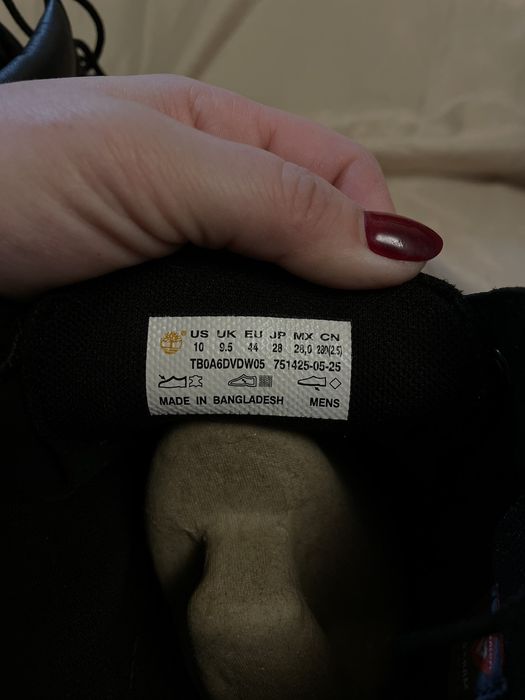 US UK EU JP MX CN
10 9.5 44 28 28,0 280(2.5)
TB0A6DVDW05 751425-05-25
MADE IN BANGLADESH MENS